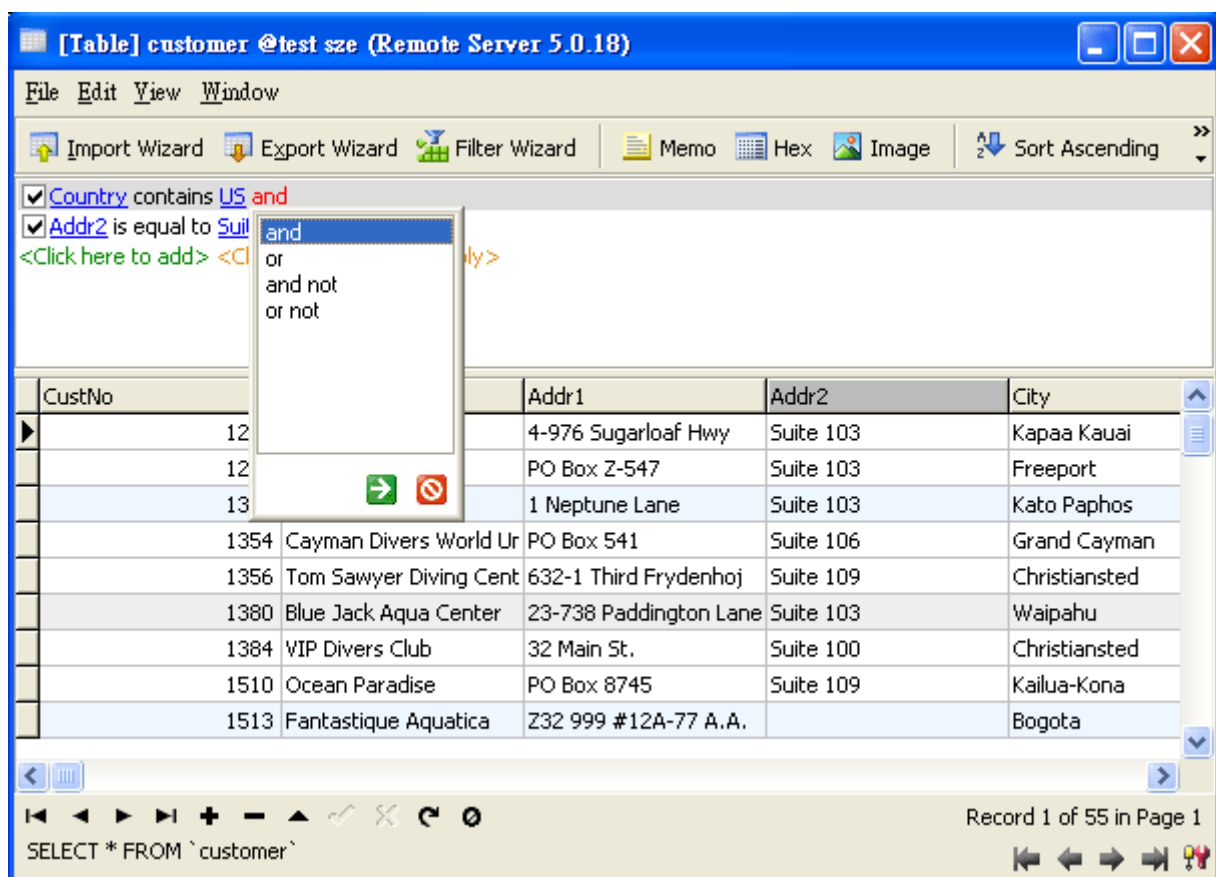 [Table] customer @test sze (Remote Server 5.0.18)
File Edit View Window
Import Wizard Export Wizard Filter Wizard Memo Hex Image Sort Ascending »
Country contains US and
Addr2 is equal to
<Click here to add>
and
or
and not
or not
CustNo Addr1 Addr2 City
4-976 Sugarloaf Hwy Suite 103 Kapaa Kauai
PO Box Z-547 Suite 103 Freeport
1 Neptune Lane Suite 103 Kato Paphos
1354 Cayman Divers World Un PO Box 541 Suite 106 Grand Cayman
1356 Tom Sawyer Diving Cent 632-1 Third Frydenhoj Suite 109 Christiansted
1380 Blue Jack Aqua Center 23-738 Paddington Lane Suite 103 Waipahu
1384 VIP Divers Club 32 Main St. Suite 100 Christiansted
1510 Ocean Paradise PO Box 8745 Suite 109 Kailua-Kona
1513 Fantastique Aquatica Z32 999 #12A-77 A.A. Bogota
Record 1 of 55 in Page 1
SELECT * FROM `customer`